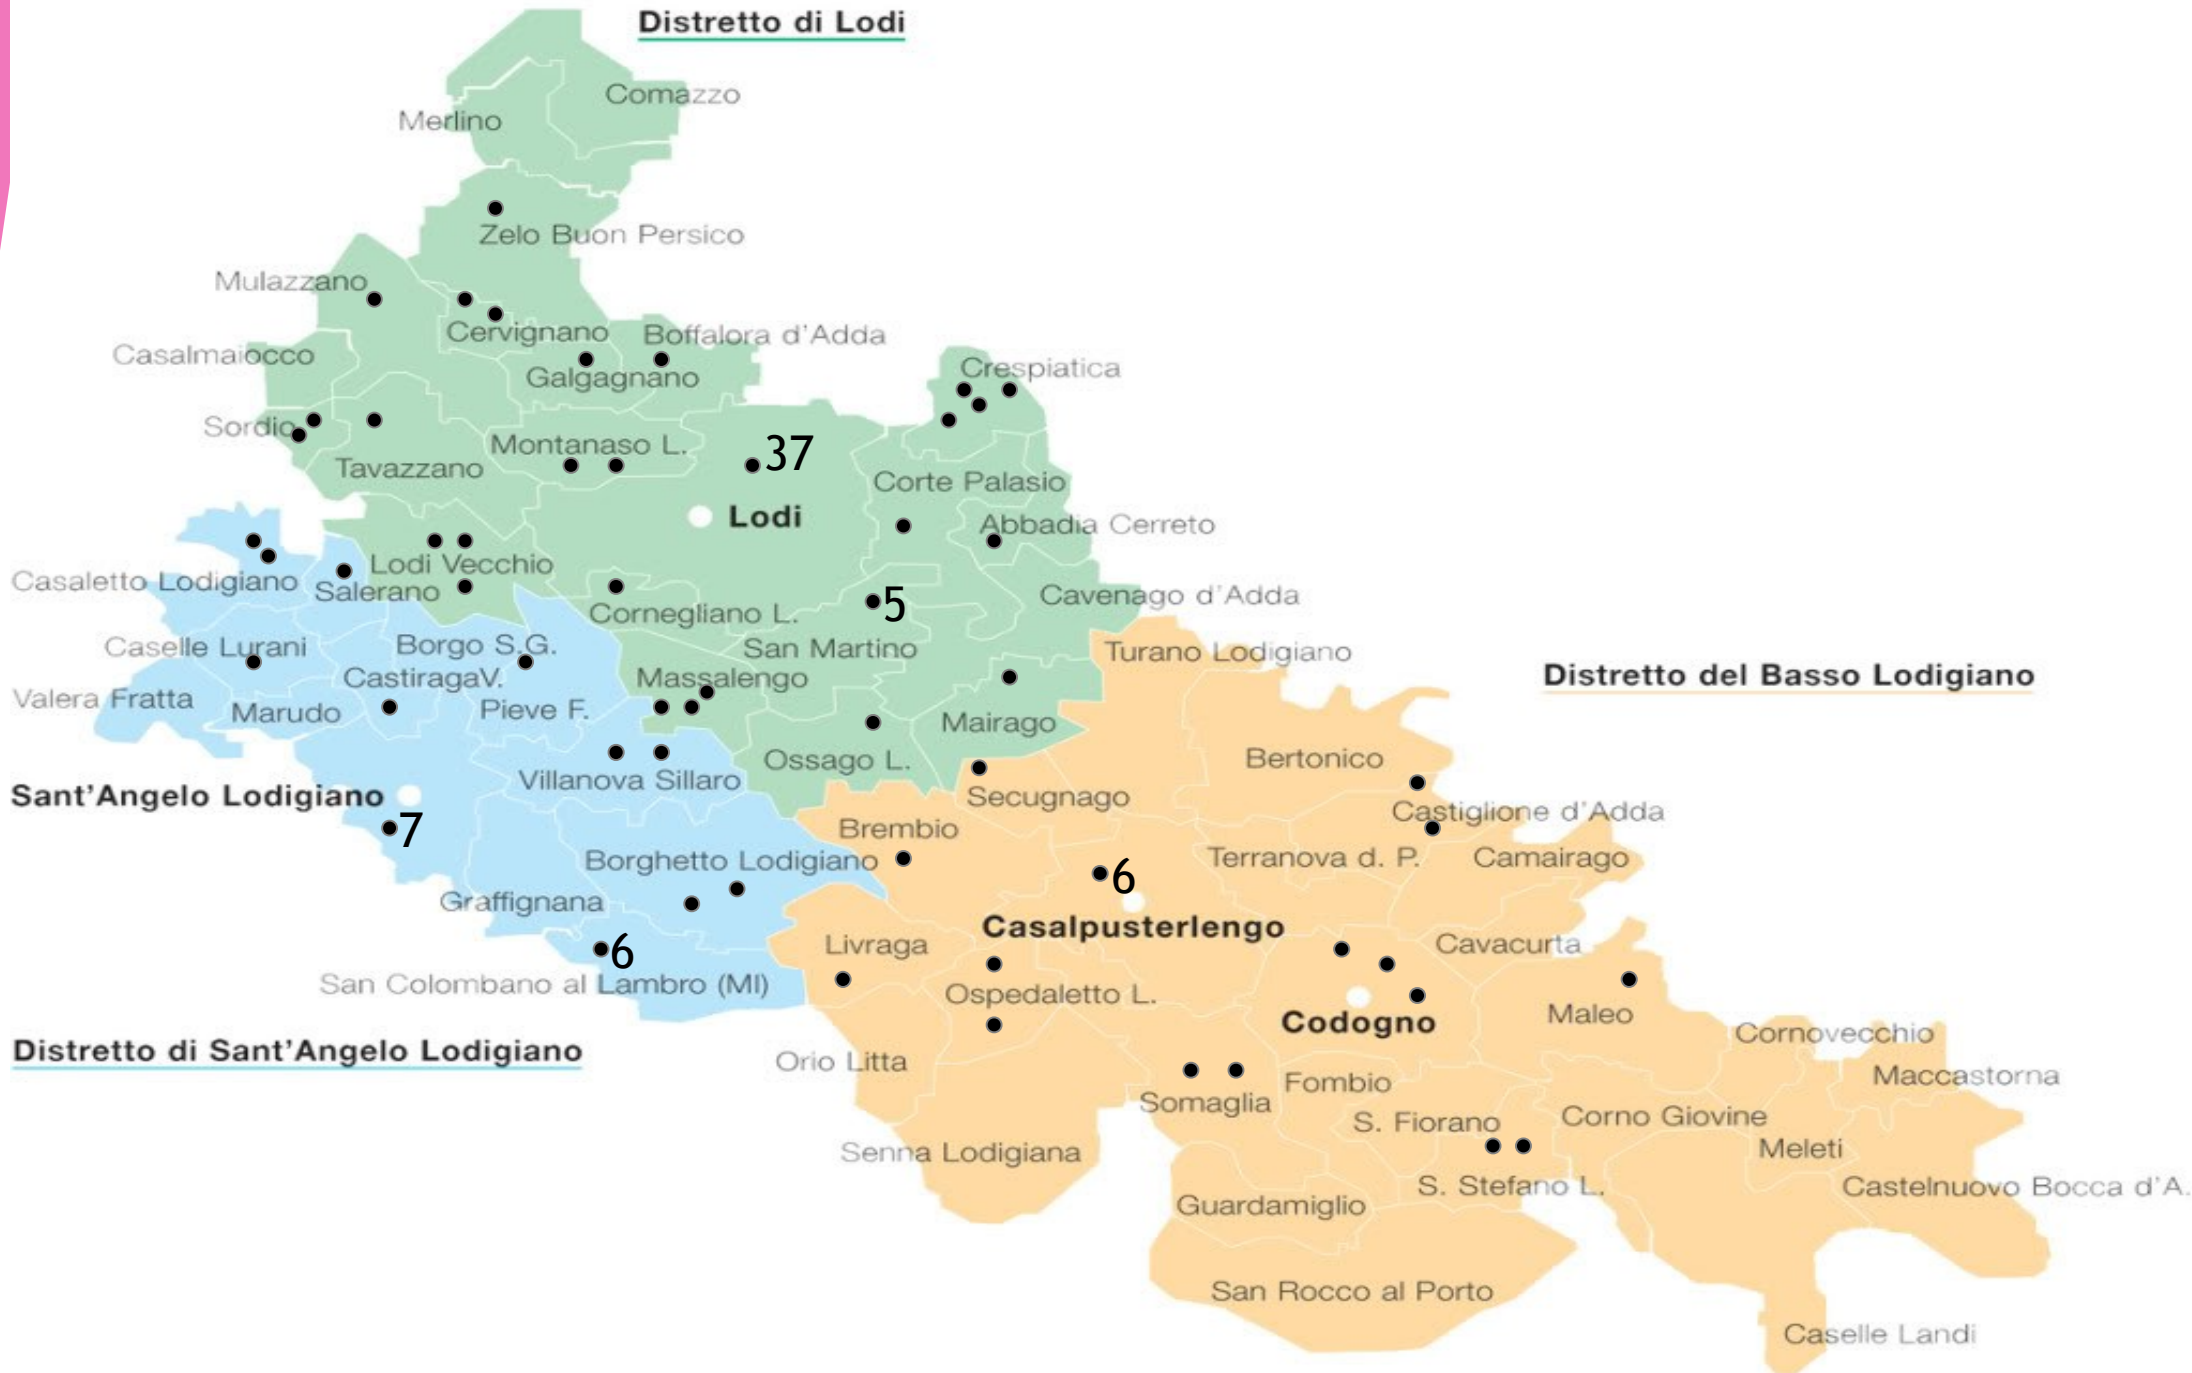 Distretto di Lodi
Comazzo
Merlino
Zelo Buon Persico
Mulazzano
Cervignano
Boffalora d'Adda
Casalmaiocco
Crespiatica
Galgagnano
Sordio
Montanaso L.
37
Tavazzano
Corte Palasio
Lodi
Abbadia Cerreto
Lodi Vecchio
Casaletto Lodigiano
Salerano
Cavenago d'Adda
5
Cornegliano L.
Caselle Lurani
Borgo S.G.
San Martino
Turano Lodigiano
CastiragaV.
Massalengo
Distretto del Basso Lodigiano
Valera Fratta
Marudo
Pieve F.
Mairago
Ossago L.
Bertonico
Villanova Sillaro
Sant'Angelo Lodigiano
Secugnago
Castiglione d'Adda
7
Brembio
Borghetto Lodigiano
Terranova d. P.
Camairago
6
Graffignana
Casalpusterlengo
Livraga
Cavacurta
6
San Colombano al Lambro (MI)
Ospedaletto L.
Maleo
Codogno
Cornovecchio
Distretto di Sant'Angelo Lodigiano
Orio Litta
Maccastorna
Fombio
Somaglia
S. Fiorano
Corno Giovine
Meleti
Senna Lodigiana
S. Stefano L.
Castelnuovo Bocca d'A.
Guardamiglio
San Rocco al Porto
Caselle Landi